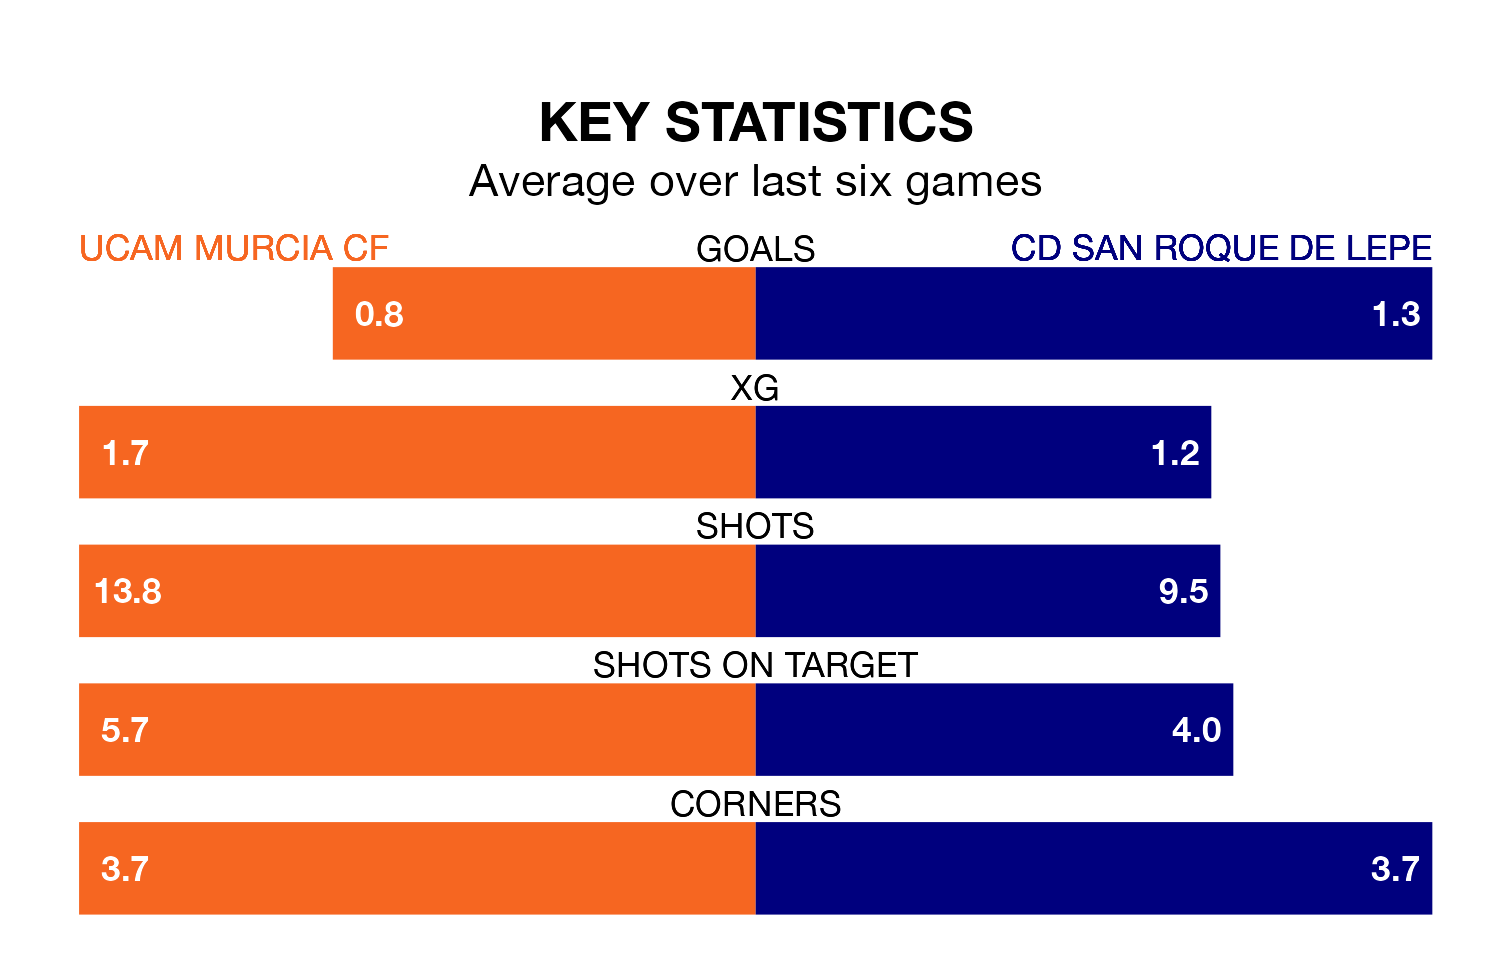 KEY STATISTICS
Average over last six games
UCAM MURCIA CF GOALS CD SAN ROQUE DE LEPE
0.8 1.3
XG
1.7 1.2
SHOTS
13.8 9.5
SHOTS ON TARGET
5.7 4.0
CORNERS
3.7 3.7